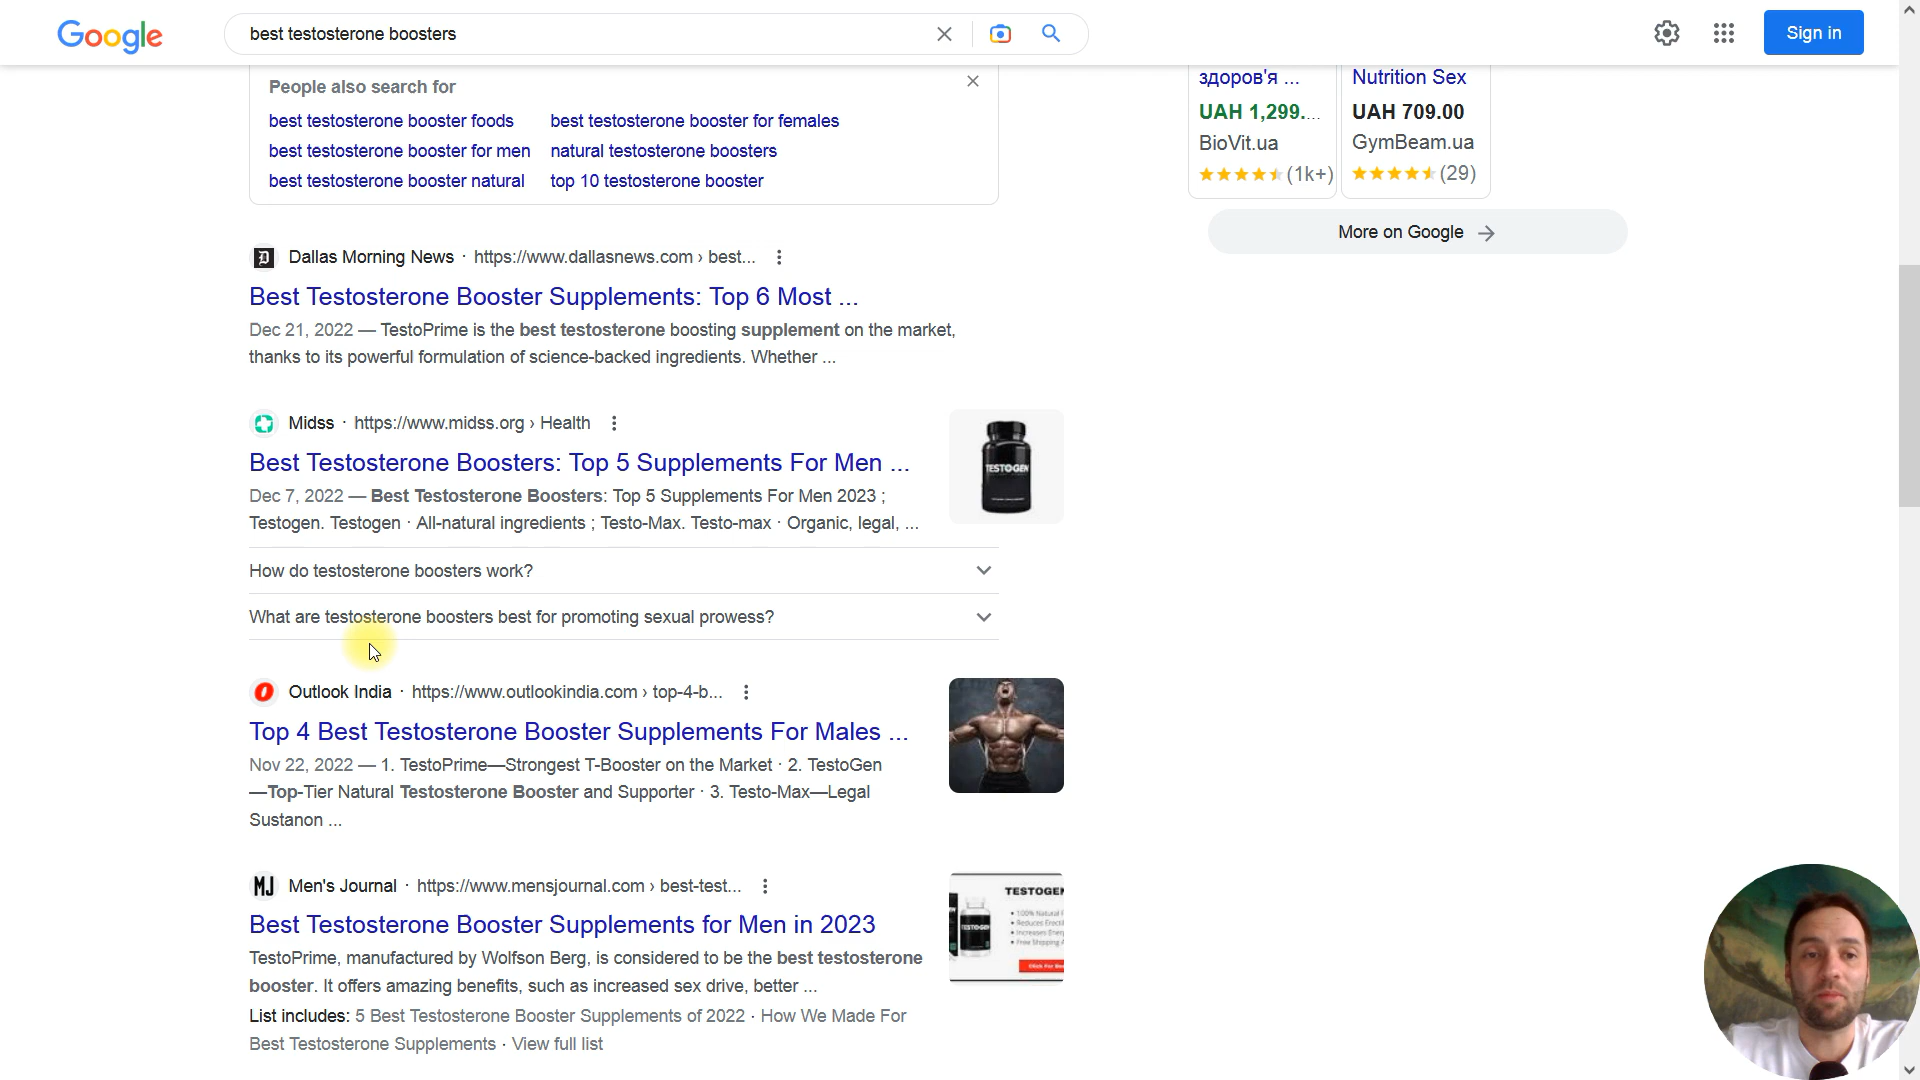 Google
best testosterone boosters
Sign in
People also search for
best testosterone booster foods
best testosterone booster for females
best testosterone booster for men
natural testosterone boosters
best testosterone booster natural
top 10 testosterone booster
здоров'я ...
UAH 1,299....
BioVit.ua
(1k+)
Nutrition Sex
UAH 709.00
GymBeam.ua
(29)
More on Google
Dallas Morning News · https://www.dallasnews.com › best...
Best Testosterone Booster Supplements: Top 6 Most ...
Dec 21, 2022 — TestoPrime is the best testosterone boosting supplement on the market,
thanks to its powerful formulation of science-backed ingredients. Whether ...
Midss · https://www.midss.org › Health
Best Testosterone Boosters: Top 5 Supplements For Men ...
Dec 7, 2022 — Best Testosterone Boosters: Top 5 Supplements For Men 2023 ;
Testogen. Testogen · All-natural ingredients ; Testo-Max. Testo-max · Organic, legal, ...
TESTOGEN
How do testosterone boosters work?
What are testosterone boosters best for promoting sexual prowess?
Outlook India · https://www.outlookindia.com › top-4-b...
Top 4 Best Testosterone Booster Supplements For Males ...
Nov 22, 2022 — 1. TestoPrime—Strongest T-Booster on the Market · 2. TestoGen
—Top-Tier Natural Testosterone Booster and Supporter · 3. Testo-Max—Legal
Sustanon ...
MJ Men's Journal · https://www.mensjournal.com › best-test...
Best Testosterone Booster Supplements for Men in 2023
TestoPrime, manufactured by Wolfson Berg, is considered to be the best testosterone
booster. It offers amazing benefits, such as increased sex drive, better ...
List includes: 5 Best Testosterone Booster Supplements of 2022 · How We Made For
Best Testosterone Supplements · View full list
TESTOGEN